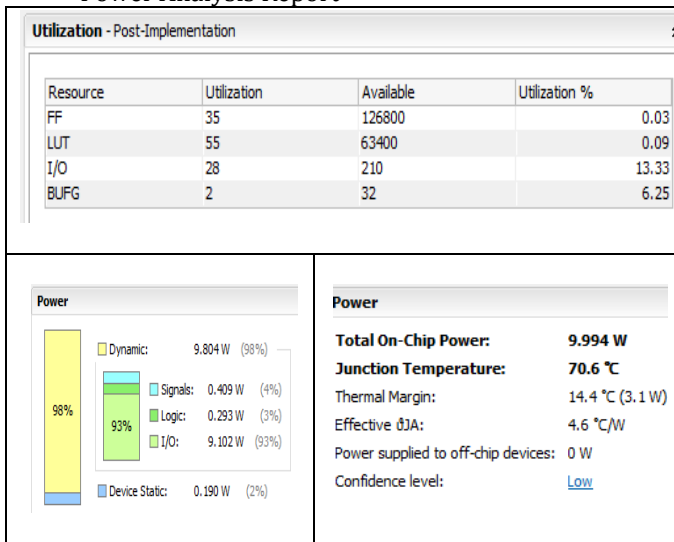 Power Analysis Report
Utilization - Post-Implementation
Resource Utilization Available Utilization %
FF 35 126800 0.03
LUT 55 63400 0.09
I/O 28 210 13.33
BUFG 2 32 6.25
Power
98%
Dynamic: 9.804 W (98%)
93%
Signals: 0.409 W (4%)
Logic: 0.293 W (3%)
I/O: 9.102 W (93%)
Device Static: 0.190 W (2%)
Power
Total On-Chip Power: 9.994 W
Junction Temperature: 70.6 °C
Thermal Margin: 14.4 °C (3.1 W)
Effective ϑJA: 4.6 °C/W
Power supplied to off-chip devices: 0 W
Confidence level: Low